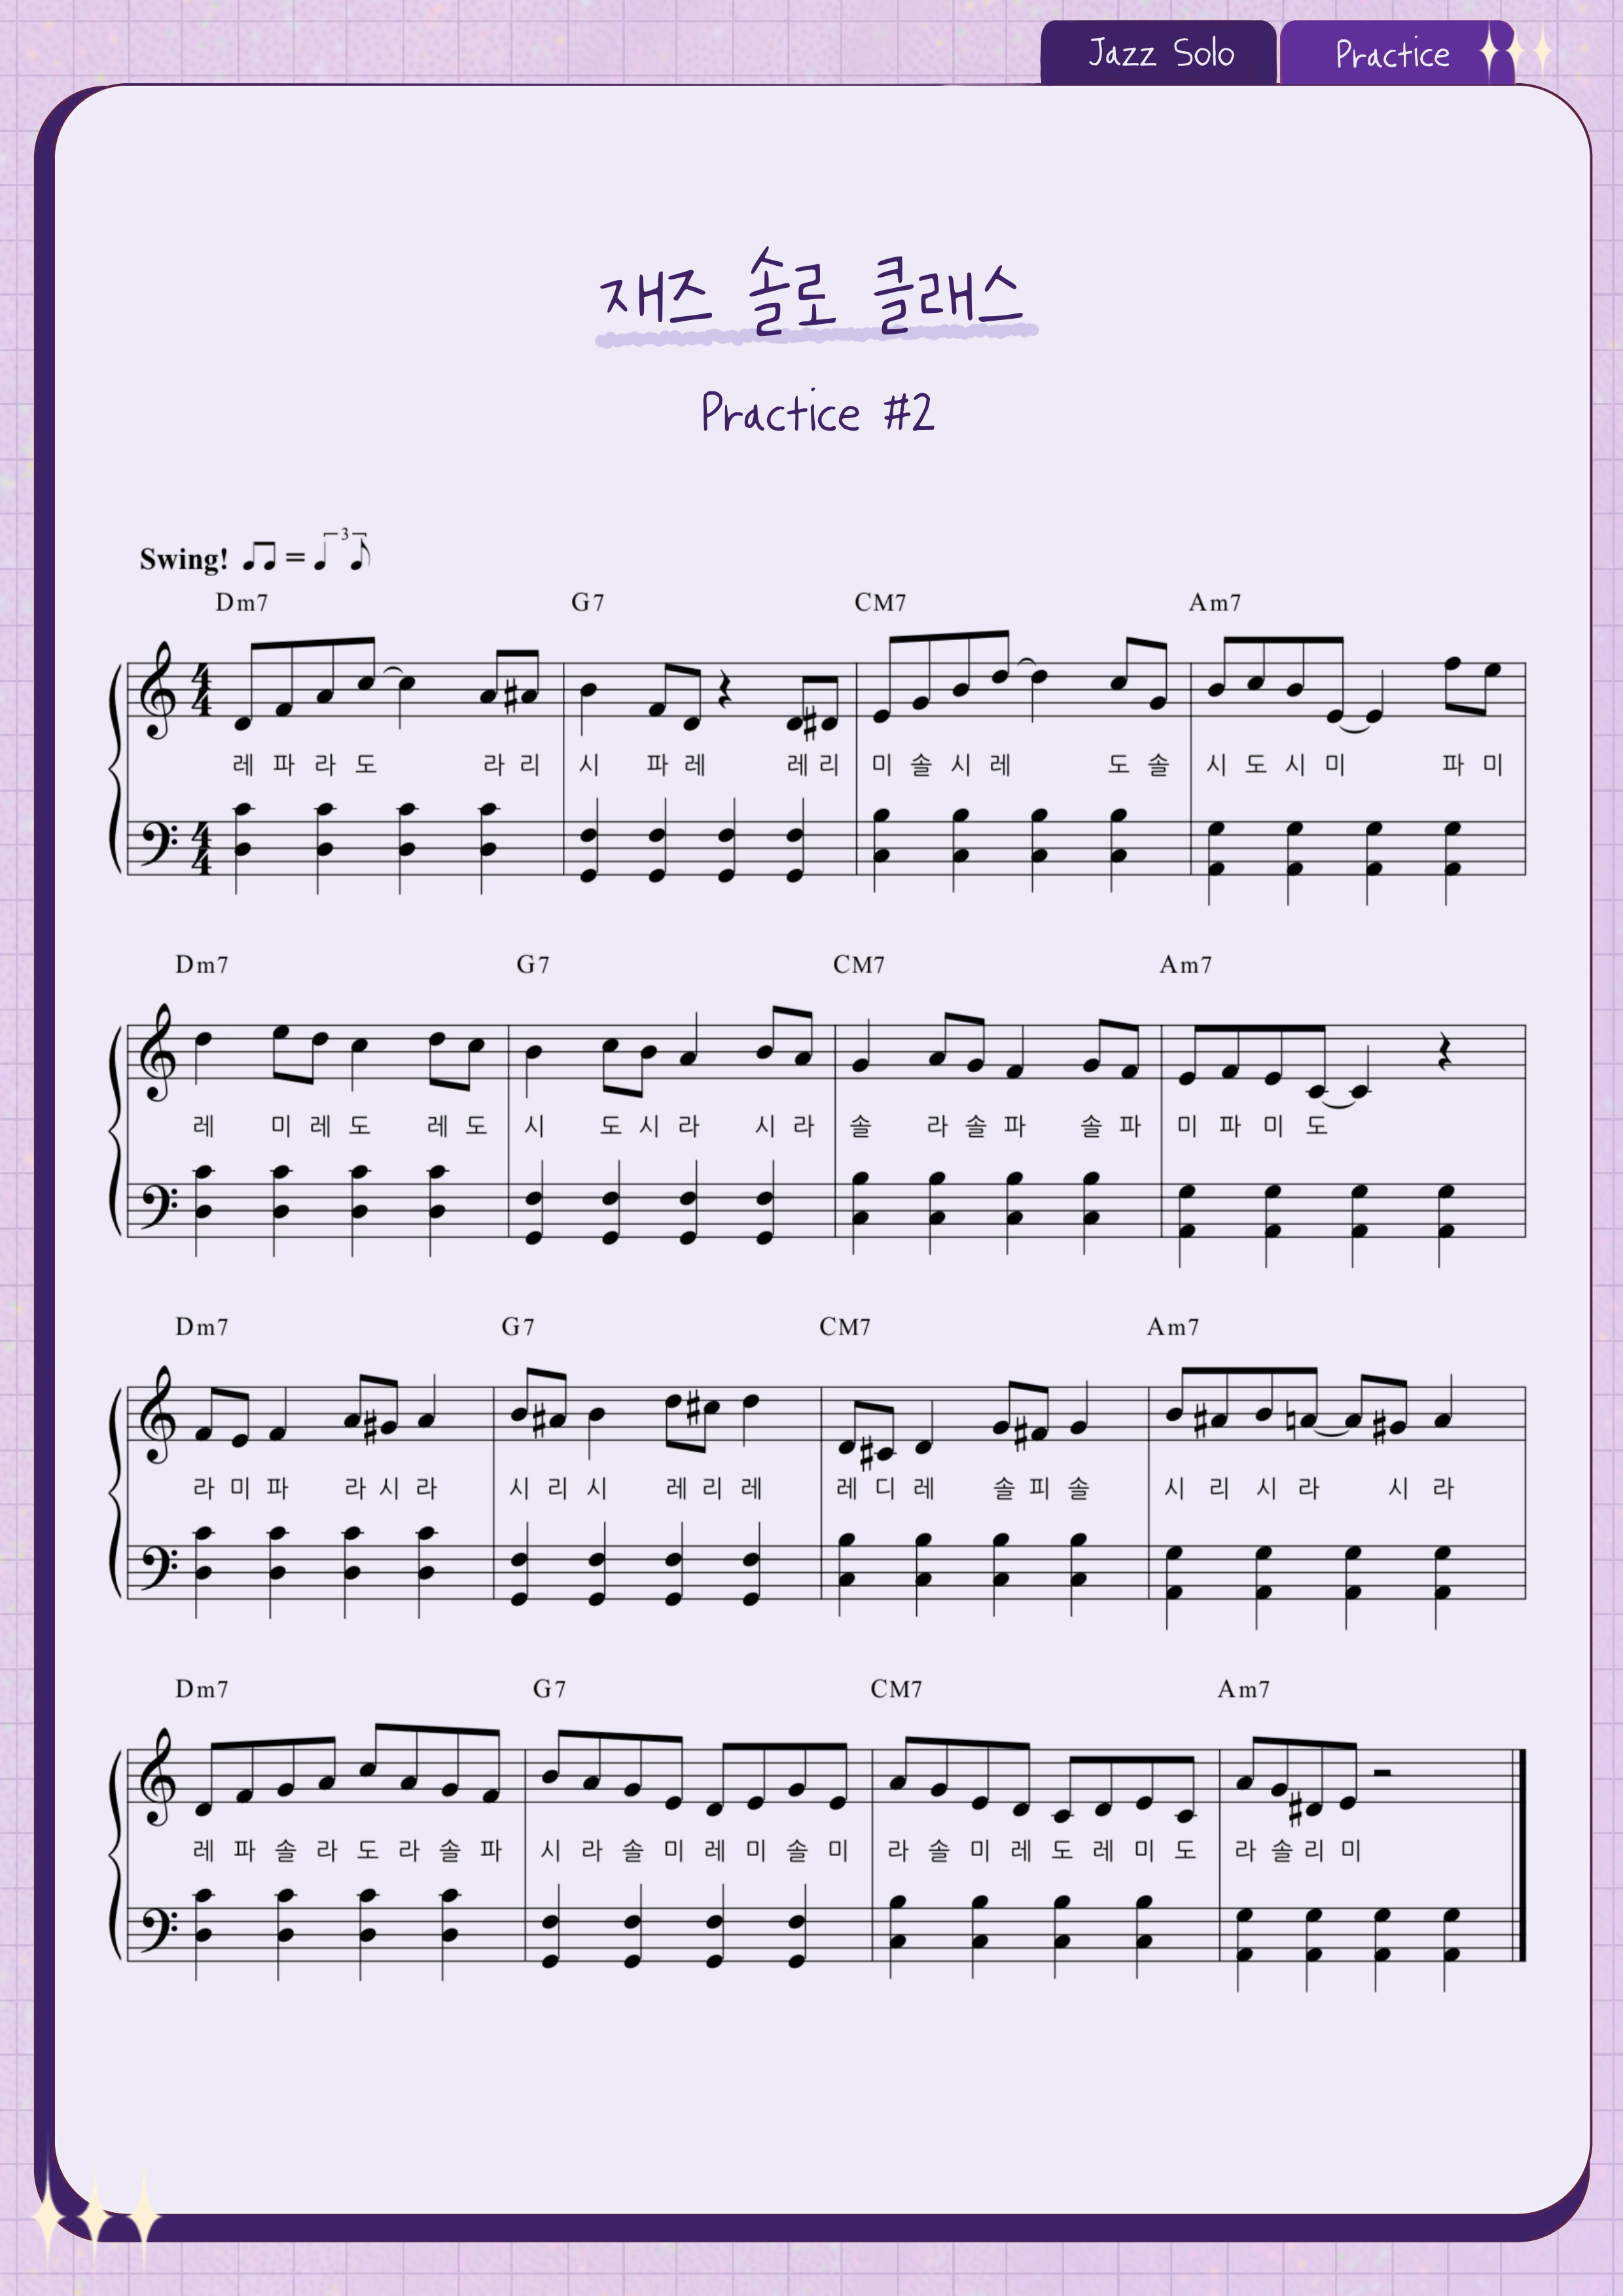 Jazz Solo Practice
재즈 솔로 클래스
Practice #2
Swing! ♫ = ♩ 3 ♪
Dm7 G7 CM7 Am7
4/4
레 파 라 도 라 리 시 파 레 레 리 미 솔 시 레 도 솔 시 도 시 미 파 미
4/4
Dm7 G7 CM7 Am7
레 미 레 도 레 도 시 도 시 라 시 라 솔 라 솔 파 솔 파 미 파 미 도
Dm7 G7 CM7 Am7
라 미 파 라 시 라 시 리 시 레 리 레 레 디 레 솔 피 솔 시 리 시 라 시 라
Dm7 G7 CM7 Am7
레 파 솔 라 도 라 솔 파 시 라 솔 미 레 미 솔 미 라 솔 미 레 도 레 미 도 라 솔 리 미